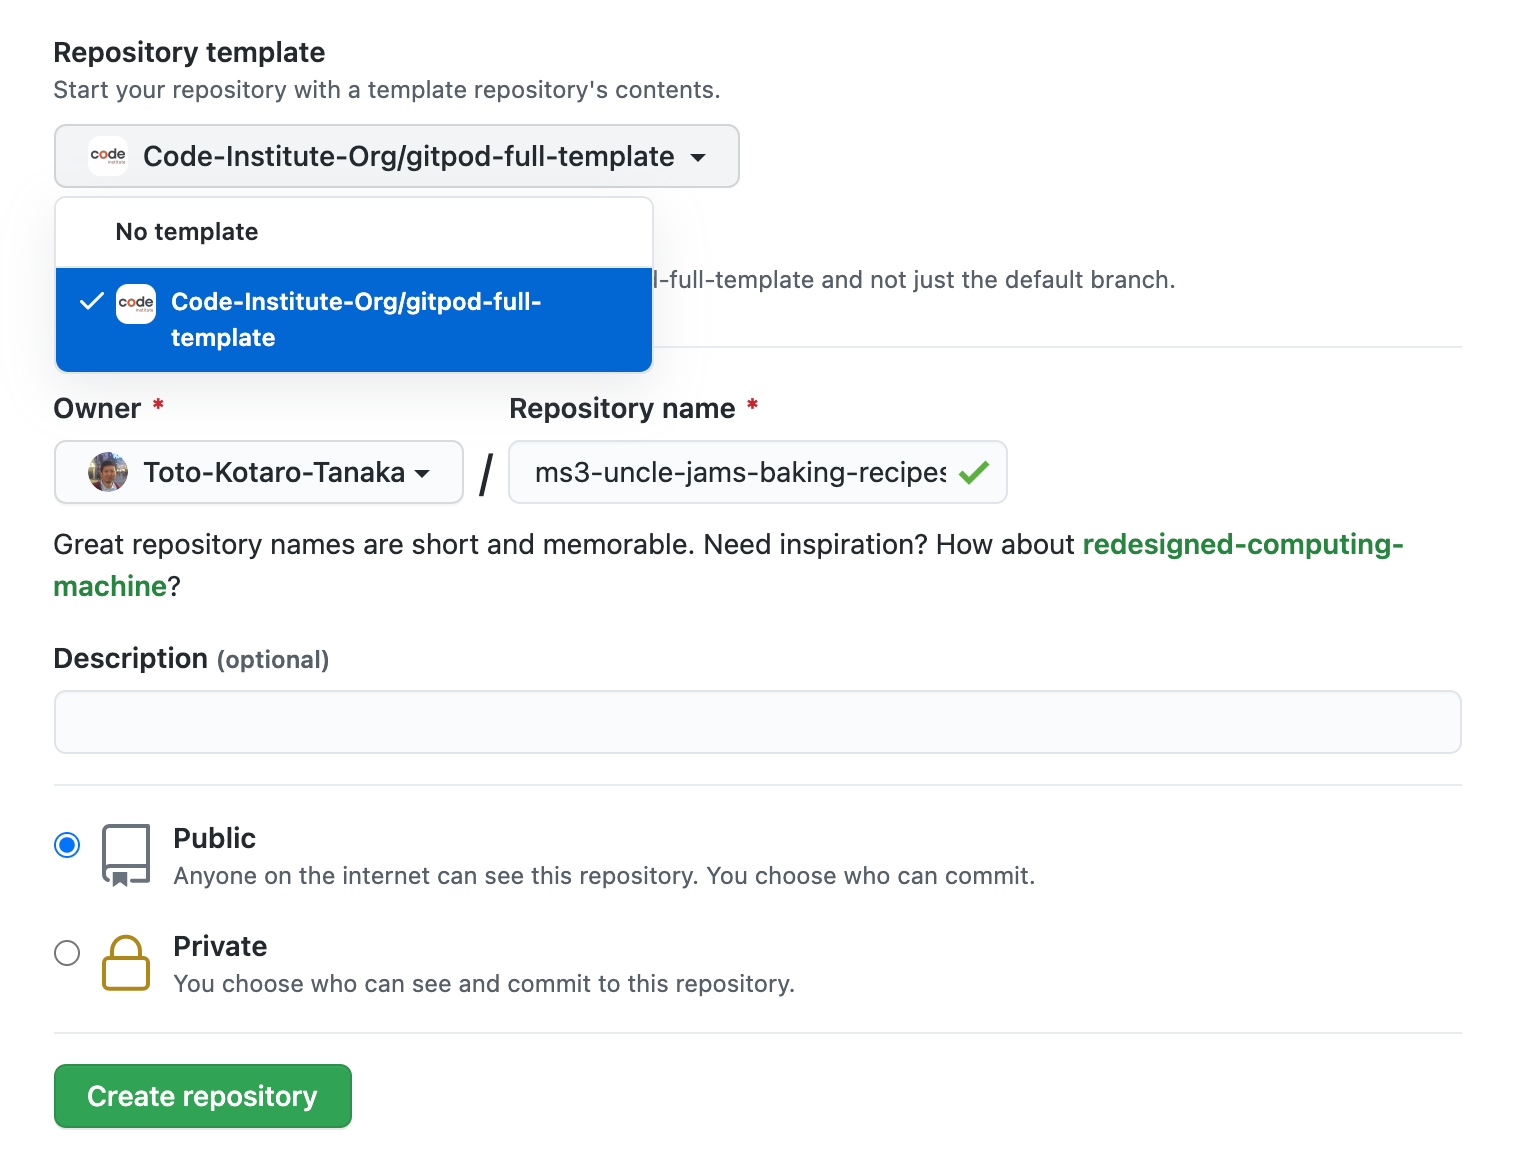 Repository template
Start your repository with a template repository's contents.
code
institute
Code-Institute-Org/gitpod-full-template
No template
-full-template and not just the default branch.
code
institute
Code-Institute-Org/gitpod-full-
template
Owner *
Repository name *
Toto-Kotaro-Tanaka
/
ms3-uncle-jams-baking-recipes
Great repository names are short and memorable. Need inspiration? How about redesigned-computing-
machine?
Description (optional)
Public
Anyone on the internet can see this repository. You choose who can commit.
Private
You choose who can see and commit to this repository.
Create repository